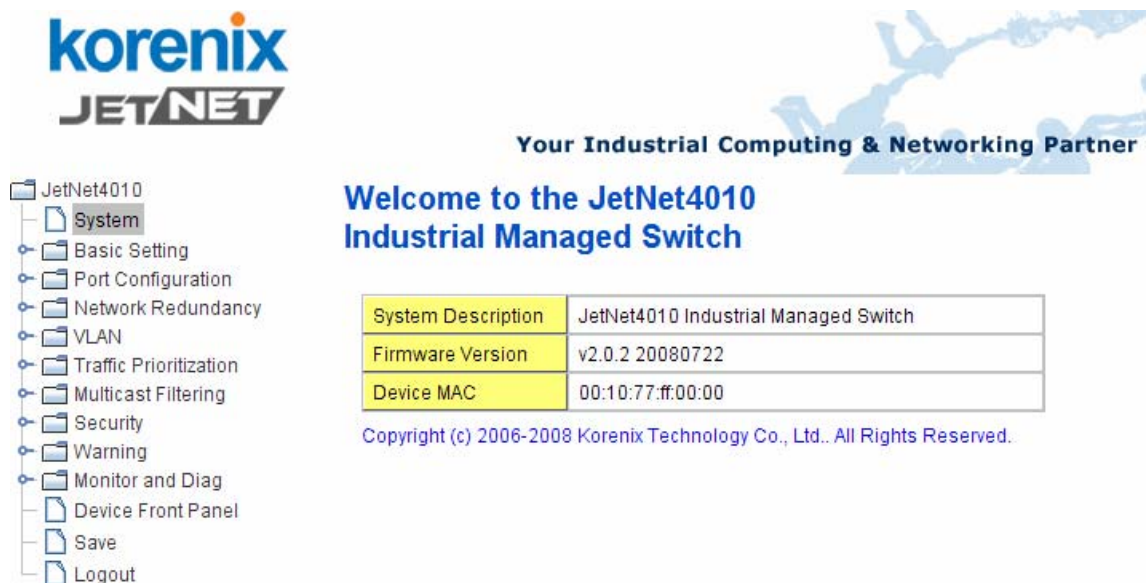 korenix
JETNET
Your Industrial Computing & Networking Partner
JetNet4010
System
Basic Setting
Port Configuration
Network Redundancy
VLAN
Traffic Prioritization
Multicast Filtering
Security
Warning
Monitor and Diag
Device Front Panel
Save
Logout
Welcome to the JetNet4010
Industrial Managed Switch
System Description JetNet4010 Industrial Managed Switch
Firmware Version v2.0.2 20080722
Device MAC 00:10:77:ff:00:00
Copyright (c) 2006-2008 Korenix Technology Co., Ltd.. All Rights Reserved.